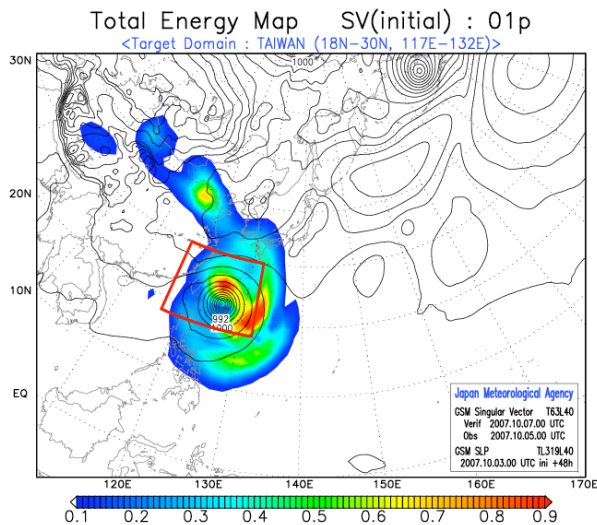 Total Energy Map SV(initial) : 01p
<Target Domain : TAIWAN (18N-30N, 117E-132E)>
30N
1000
20N
10N
992
1000
EQ
Japan Meteorological Agency
GSM Singular Vector T63L40
Verif 2007.10.07.00 UTC
Obs 2007.10.05.00 UTC
GSM SLP TL319L40
2007.10.03.00 UTC ini +48h
120E 130E 140E 150E 160E 170E
0.1 0.2 0.3 0.4 0.5 0.6 0.7 0.8 0.9